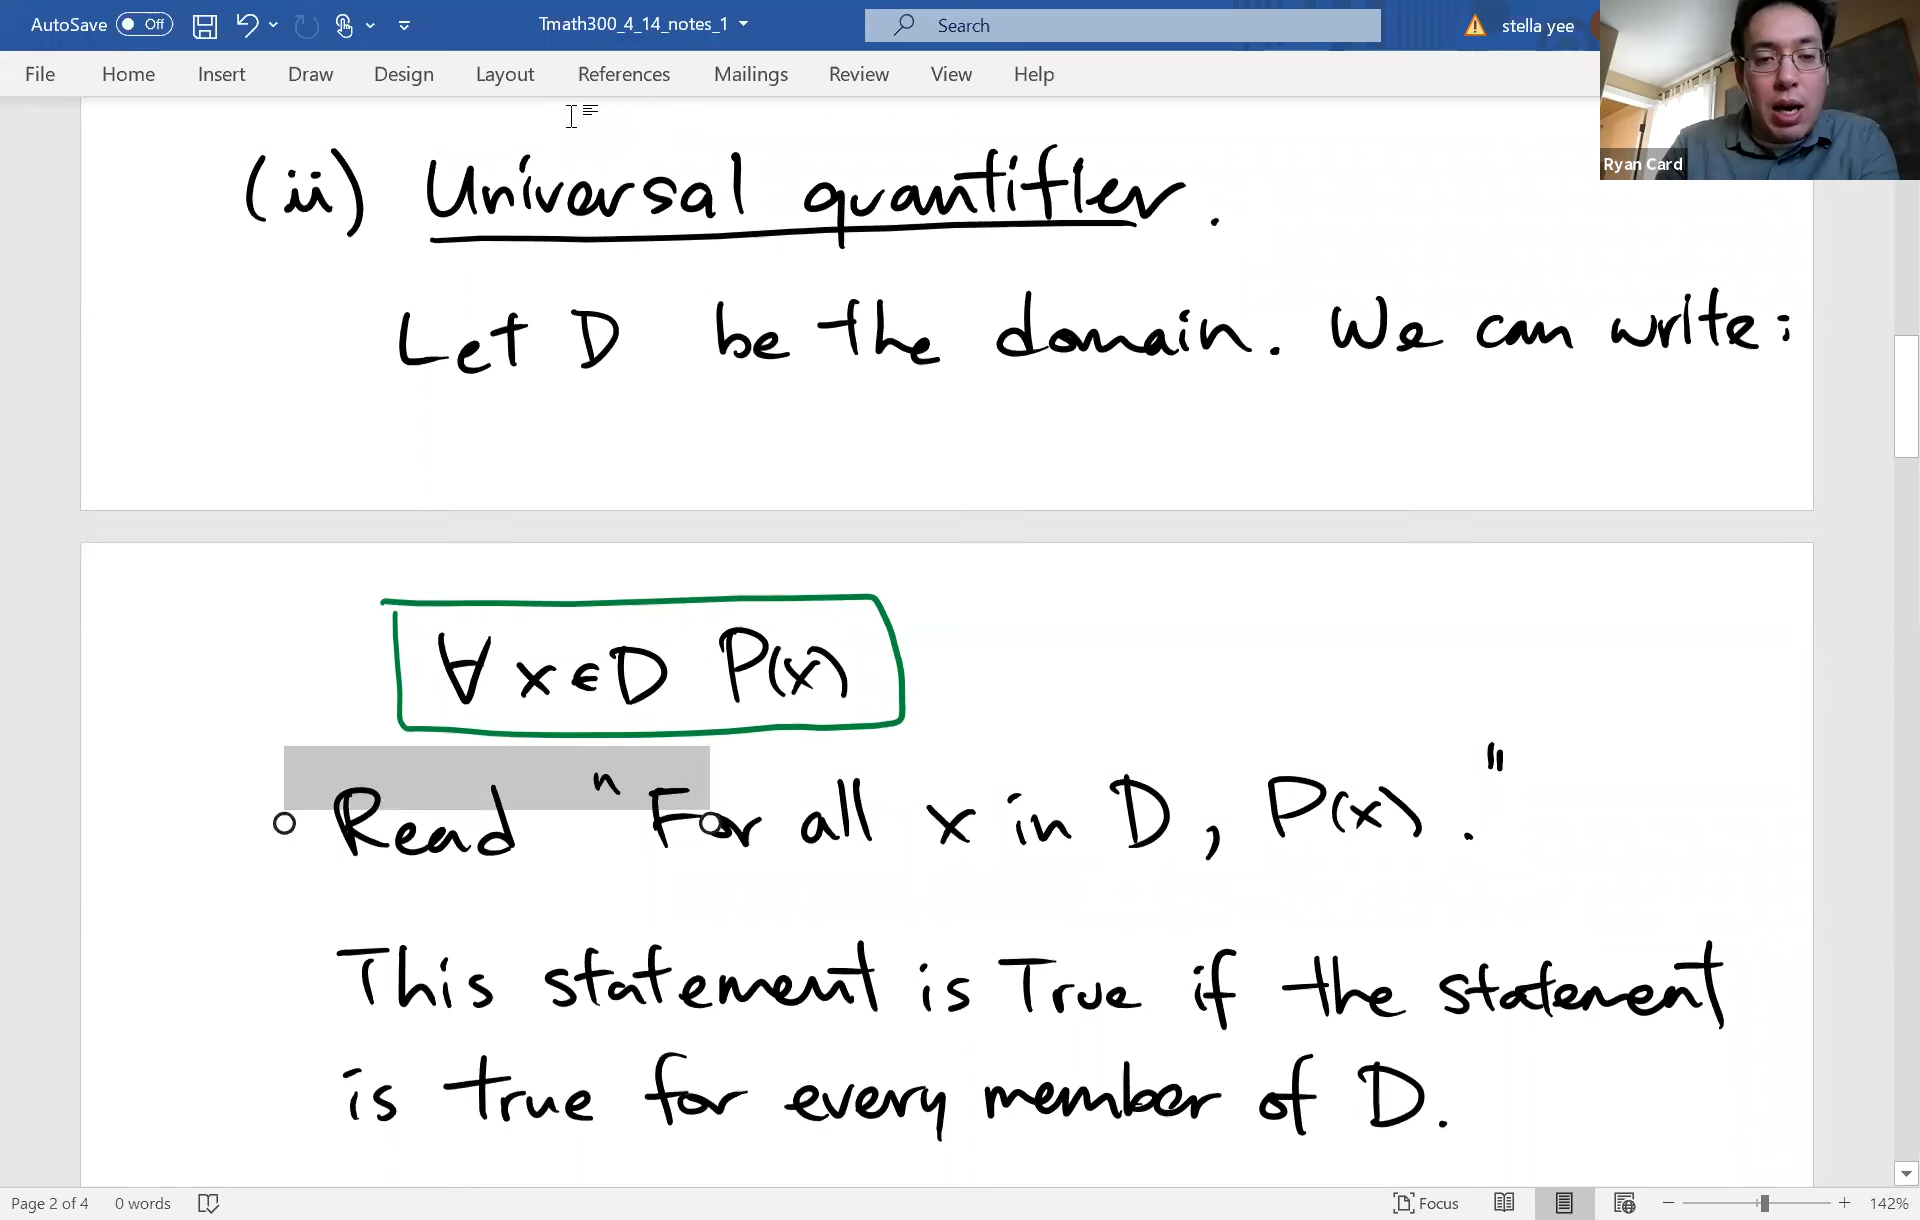 AutoSave Off Tmath300_4_14_notes_1 Search stella yee
File Home Insert Draw Design Layout References Mailings Review View Help
Ryan Card
(ii) Universal quantifier.
Let D be the domain. We can write:
∀ x ∈ D P(x)
Read "For all x in D, P(x)."
This statement is True if the statement
is true for every member of D.
Page 2 of 4 0 words Focus 142%